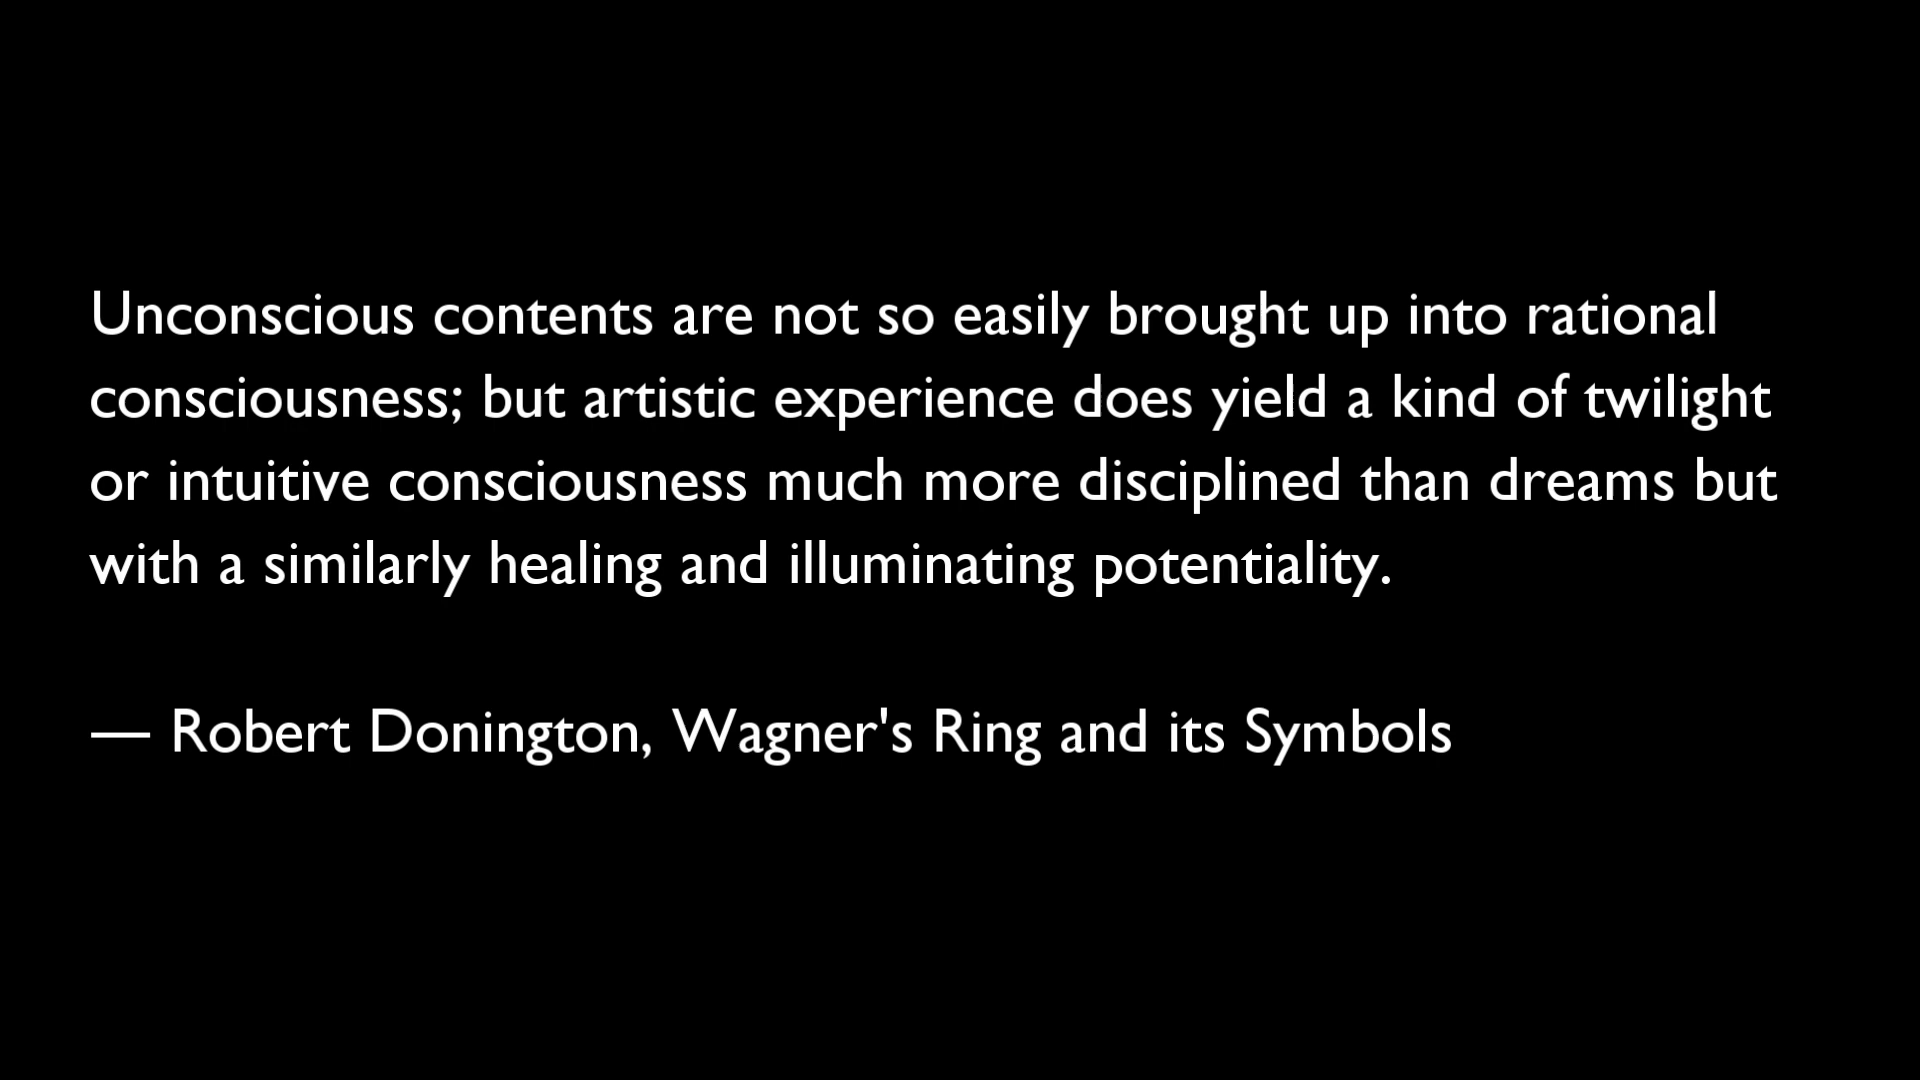 Unconscious contents are not so easily brought up into rational
consciousness; but artistic experience does yield a kind of twilight
or intuitive consciousness much more disciplined than dreams but
with a similarly healing and illuminating potentiality.
— Robert Donington, Wagner's Ring and its Symbols